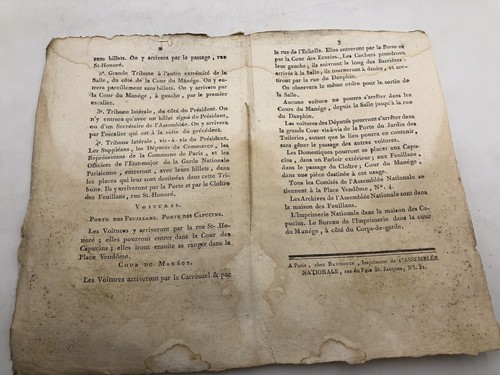 2
sans billets. On y arrivera par le passage, rue
St-Honoré.
2º. Grande Tribune à l'autre extrémité de la
Salle, du côté de la Cour du Manége. On y en-
trera pareillement sans billets. On y arrivera par
la Cour du Manége, à gauche, par le premier
escalier.
3º. Tribune latérale, du côté du Président. On
n'y entrera qu'avec un billet signé du Président,
ou d'un Secrétaire de l'Assemblée. On y arrivera
par l'escalier qui est à la suite du précédent.
Tribune latérale, vis-à-vis du Président.
Les Suppléans, les Députés du Commerce, les
Représentans de la Commune de Paris, et les
Officiers de l'Etat-major de la Garde Nationale
Parisienne, entreront, avec leurs billets, dans
les places qui leur sont destinées dans cette Tri-
bune. Ils y arriveront par la Porte et par le Cloître
des Feuillans, rue St-Honoré.
VOITURES.
PORTE DES FEUILLANS, PORTE DES CAPUCINS.
Les Voitures y arriveront par la rue St-Ho-
noré; elles pourront entrer dans la Cour des
Capucins; elles iront ensuite se ranger dans la
Place Vendôme.
COUR DU MANÉGE.
Les Voitures arriveront par le Carrousel & par
3
la rue de l'Echelle. Elles entreront par la Porte et
par la Cour des Ecuries. Les Cochers prendront
leur gauche; ils suivront le long des Barrières:
arrivés à la Salle, ils tourneront à droite, et sorti-
ront par la rue du Dauphin.
On observera la même ordre pour la sortie de
la Salle.
Aucune voiture ne pourra s'arrêter dans les
Cours du Manége, depuis la Salle jusqu'à la rue
du Dauphin.
Les voitures des Députés pourront s'arrêter dans
la grande Cour vis-à-vis de la Porte du Jardin des
Tuileries, autant que le lieu pourra en contenir,
sans gêner le passage des autres voitures.
Les Domestiques pourront se placer aux Capu-
cins, dans un Parloir extérieur; aux Feuillans,
dans le passage du Cloître; Cour du Manége,
dans une pièce destinée à cet usage.
Tous les Comités de l'Assemblée Nationale se
tiennent à la Place Vendôme, Nº. 4.
Les Archives de l'Assemblée Nationale sont dans
la maison des Feuillans.
L'Imprimerie Nationale dans la maison des Ca-
pucins. Le Bureau de l'Imprimerie dans la cour
du Manége, à côté du Corps-de-garde.
A Paris, chez BAUDOUIN, Imprimeur de L'ASSEMBLÉE
NATIONALE, rue du Foin St. Jacques, Nº. 31.